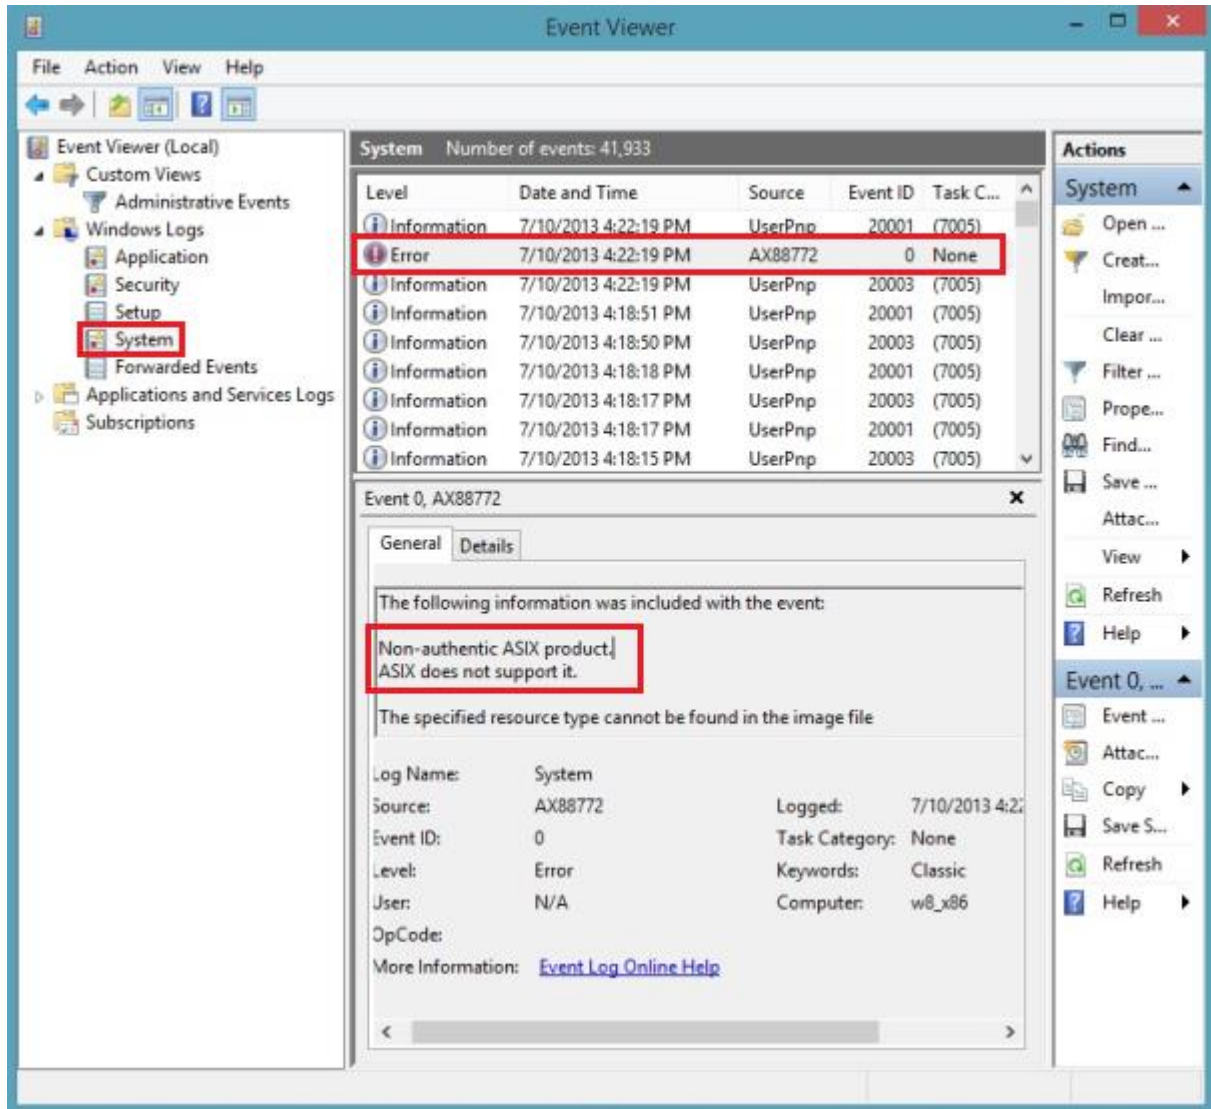 Event Viewer
File Action View Help
Event Viewer (Local)
Custom Views
Administrative Events
Windows Logs
Application
Security
Setup
System
Forwarded Events
Applications and Services Logs
Subscriptions
System Number of events: 41,933
Level Date and Time Source Event ID Task C...
Information 7/10/2013 4:22:19 PM UserPnp 20001 (7005)
Error 7/10/2013 4:22:19 PM AX88772 0 None
Information 7/10/2013 4:22:19 PM UserPnp 20003 (7005)
Information 7/10/2013 4:18:51 PM UserPnp 20001 (7005)
Information 7/10/2013 4:18:50 PM UserPnp 20003 (7005)
Information 7/10/2013 4:18:18 PM UserPnp 20001 (7005)
Information 7/10/2013 4:18:17 PM UserPnp 20003 (7005)
Information 7/10/2013 4:18:17 PM UserPnp 20001 (7005)
Information 7/10/2013 4:18:15 PM UserPnp 20003 (7005)
Event 0, AX88772
General Details
The following information was included with the event:
Non-authentic ASIX product.
ASIX does not support it.
The specified resource type cannot be found in the image file
Log Name: System
Source: AX88772 Logged: 7/10/2013 4:22
Event ID: 0 Task Category: None
Level: Error Keywords: Classic
User: N/A Computer: w8_x86
OpCode:
More Information: Event Log Online Help
Actions
System
Open ...
Creat...
Impor...
Clear ...
Filter ...
Prope...
Find...
Save ...
Attac...
View
Refresh
Help
Event 0, ...
Event ...
Attac...
Copy
Save S...
Refresh
Help